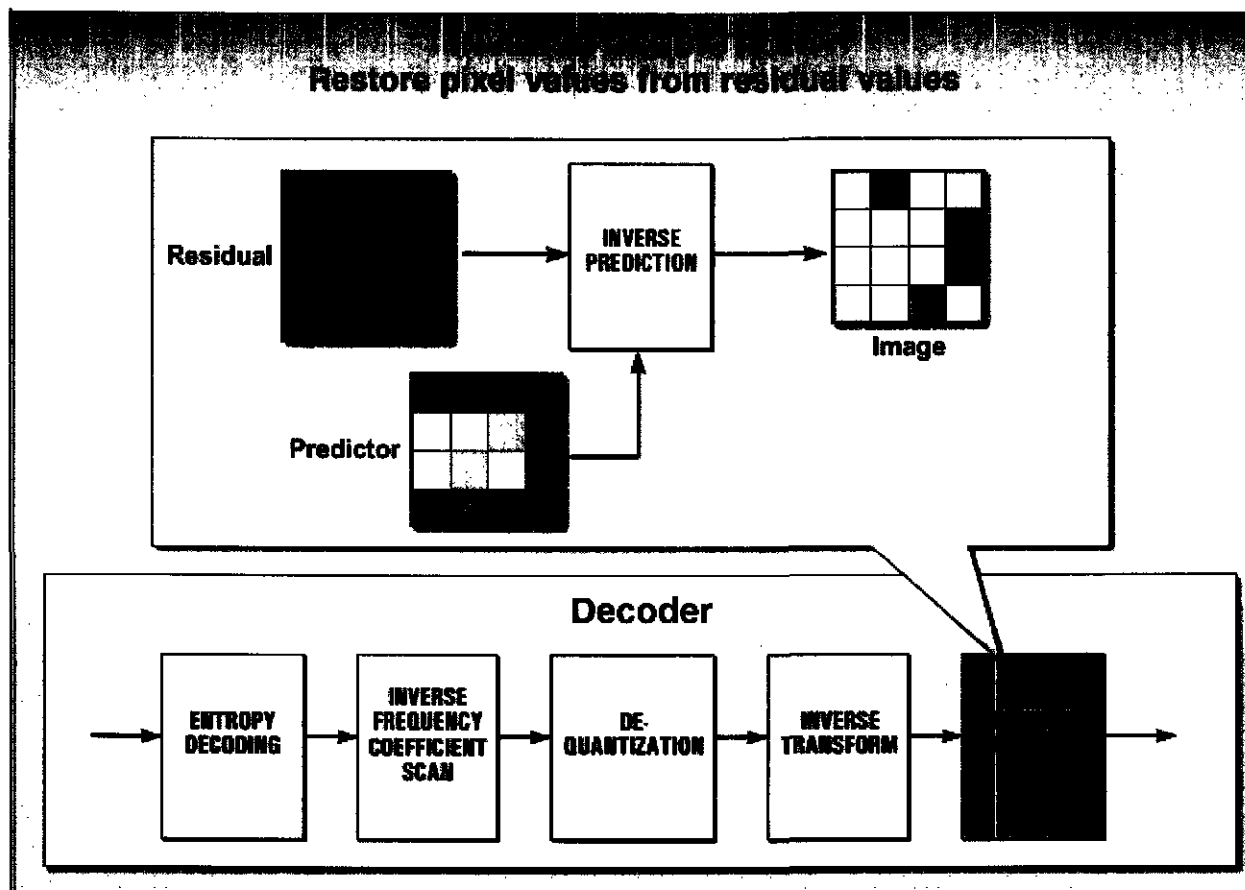 Restore pixel values from residual values
Residual
INVERSE
PREDICTION
Image
Predictor
Decoder
ENTROPY
DECODING
INVERSE
FREQUENCY
COEFFICIENT
SCAN
DE-
QUANTIZATION
INVERSE
TRANSFORM